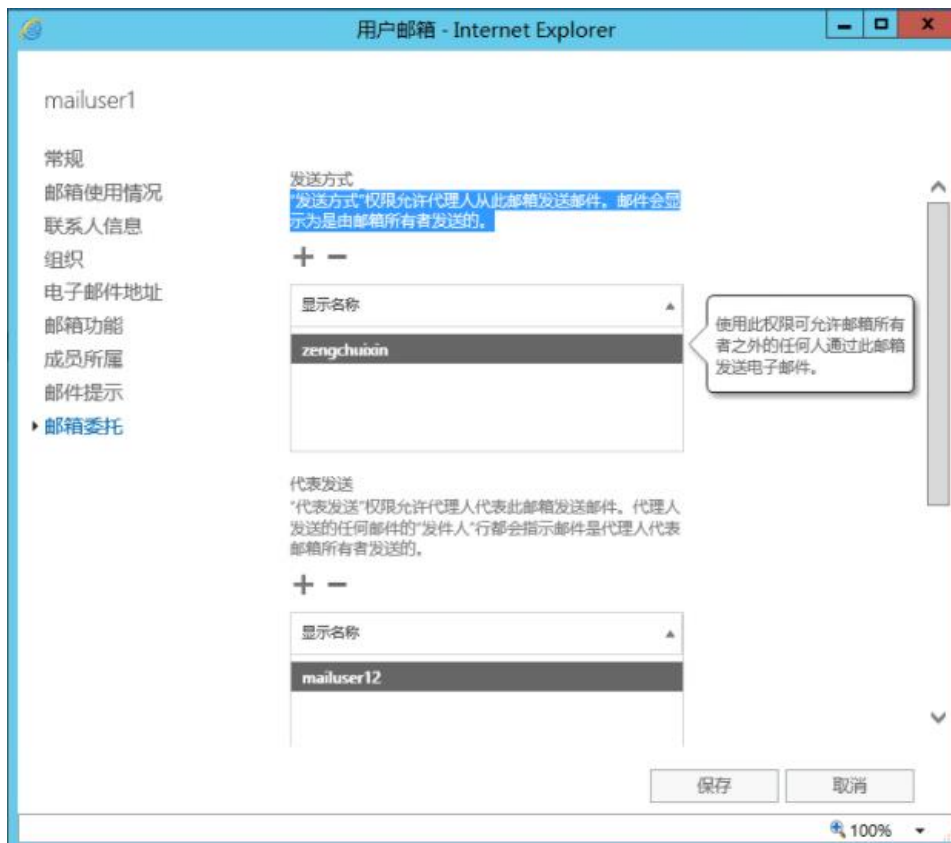 用户邮箱 - Internet Explorer
mailuser1
常规
邮箱使用情况
联系人信息
组织
电子邮件地址
邮箱功能
成员所属
邮件提示
邮箱委托
发送方式
"发送方式"权限允许代理人从此邮箱发送邮件。邮件会显
示为是由邮箱所有者发送的。
显示名称
zengchuixin
使用此权限可允许邮箱所有
者之外的任何人通过此邮箱
发送电子邮件。
代表发送
"代表发送"权限允许代理人代表此邮箱发送邮件。代理人
发送的任何邮件的"发件人"行都会指示邮件是代理人代表
邮箱所有者发送的。
显示名称
mailuser12
保存
取消
100%